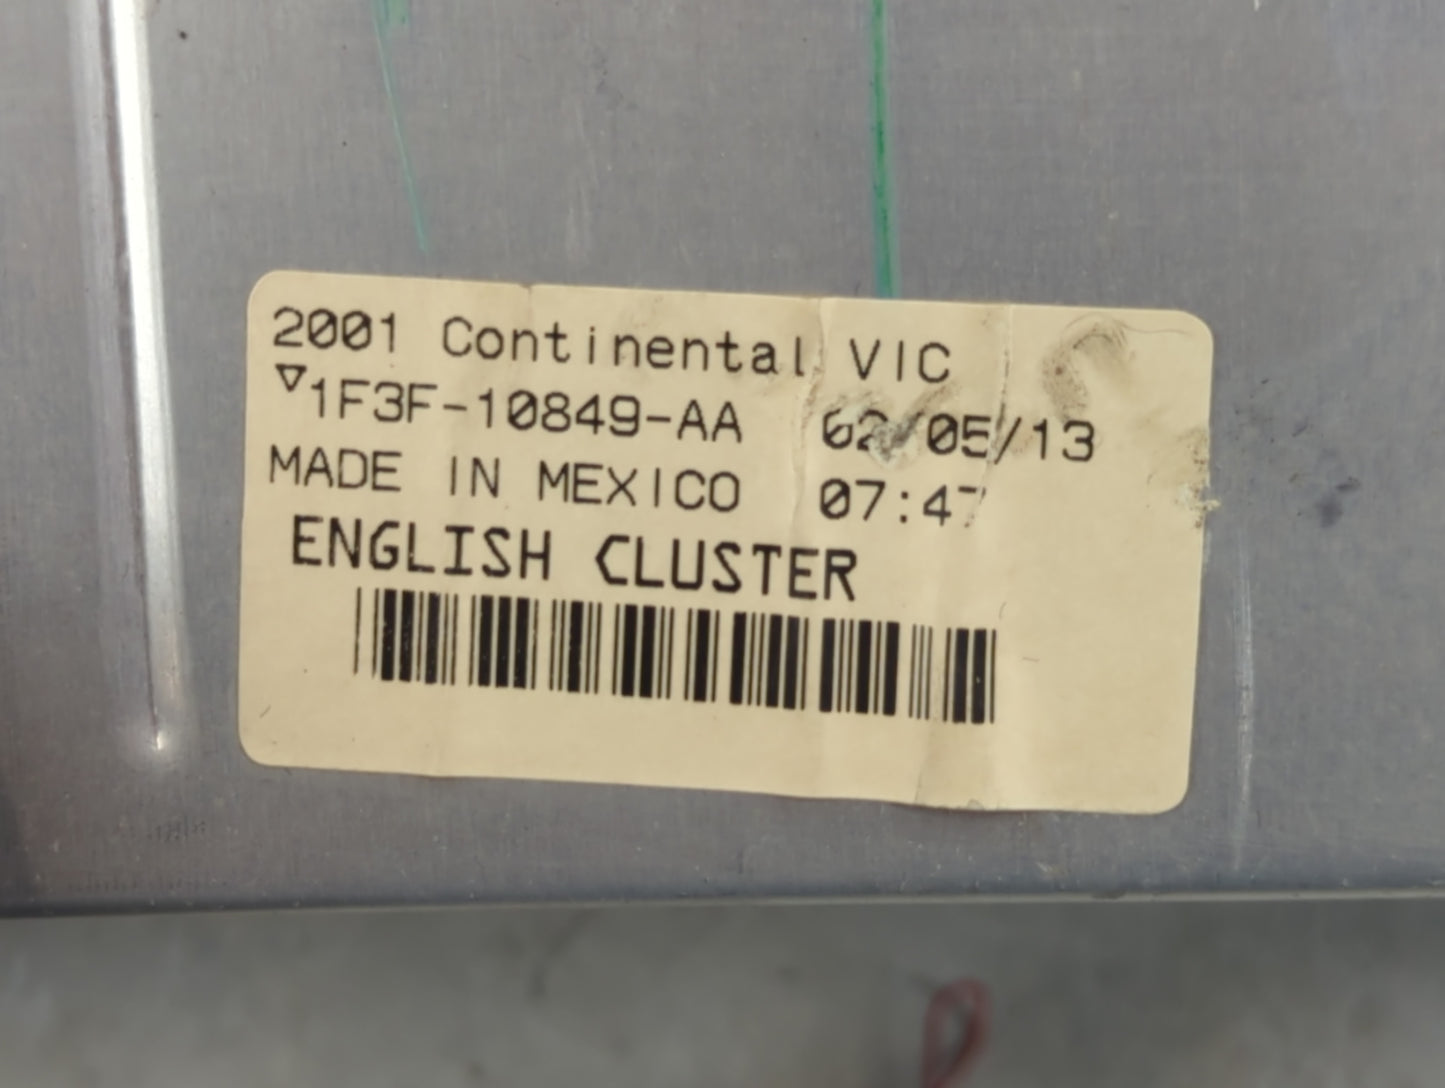 2001 Continental VIC
▽1F3F-10849-AA 02/05/13
MADE IN MEXICO 07:47
ENGLISH CLUSTER